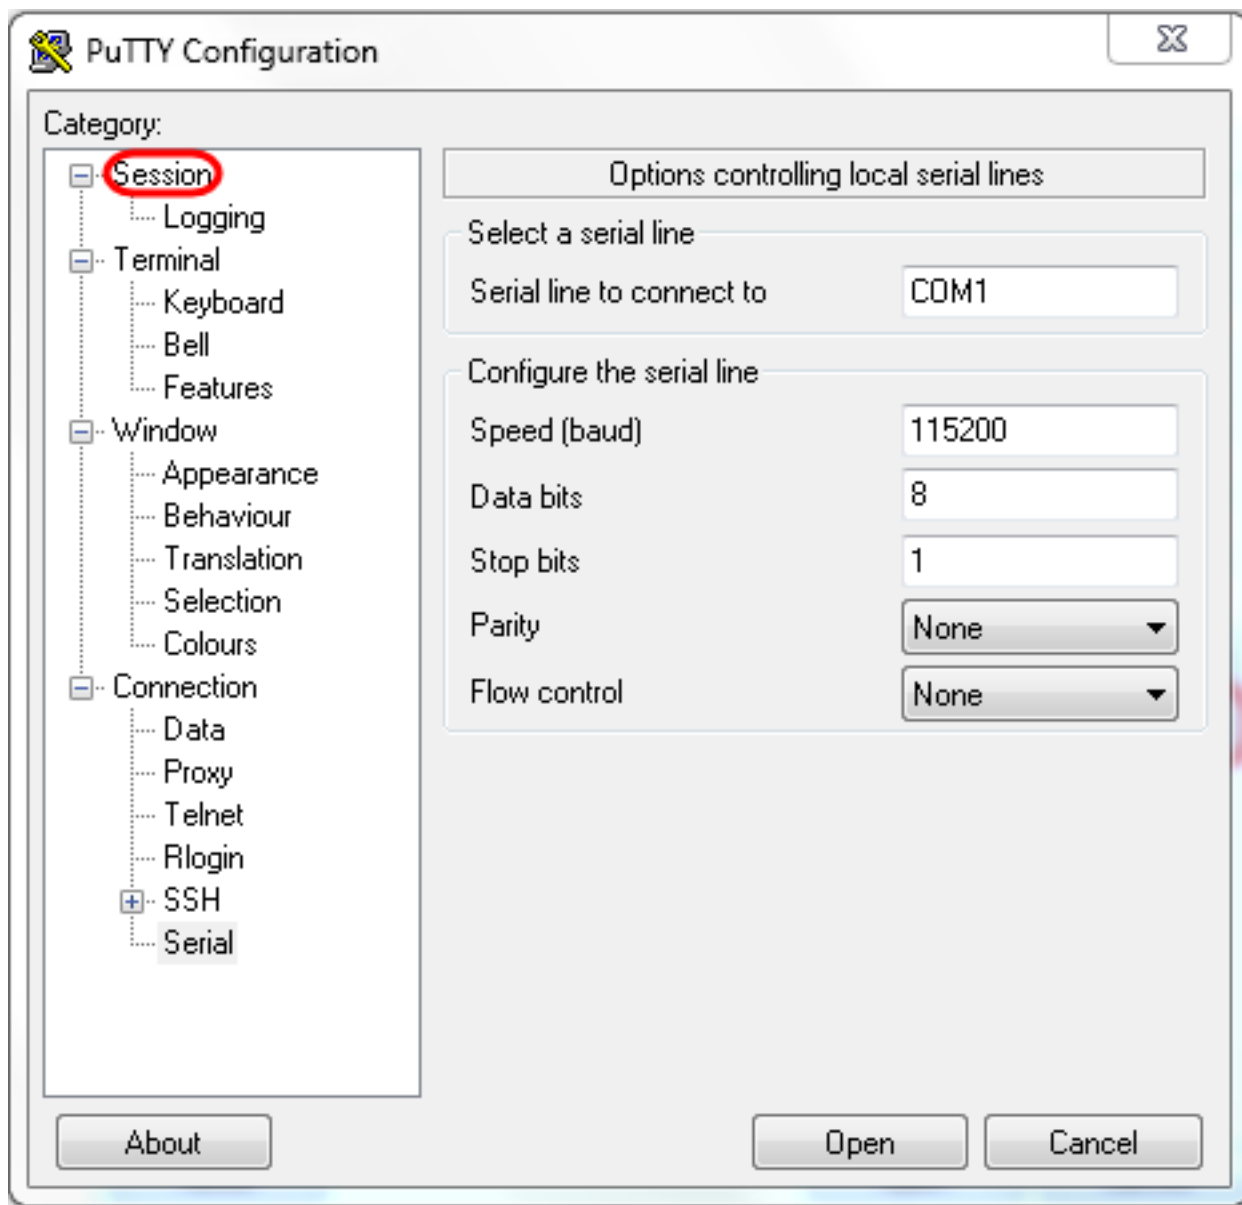 PuTTY Configuration
Category:
Session
Logging
Terminal
Keyboard
Bell
Features
Window
Appearance
Behaviour
Translation
Selection
Colours
Connection
Data
Proxy
Telnet
Rlogin
SSH
Serial
Options controlling local serial lines
Select a serial line
Serial line to connect to COM1
Configure the serial line
Speed (baud) 115200
Data bits 8
Stop bits 1
Parity None
Flow control None
About Open Cancel